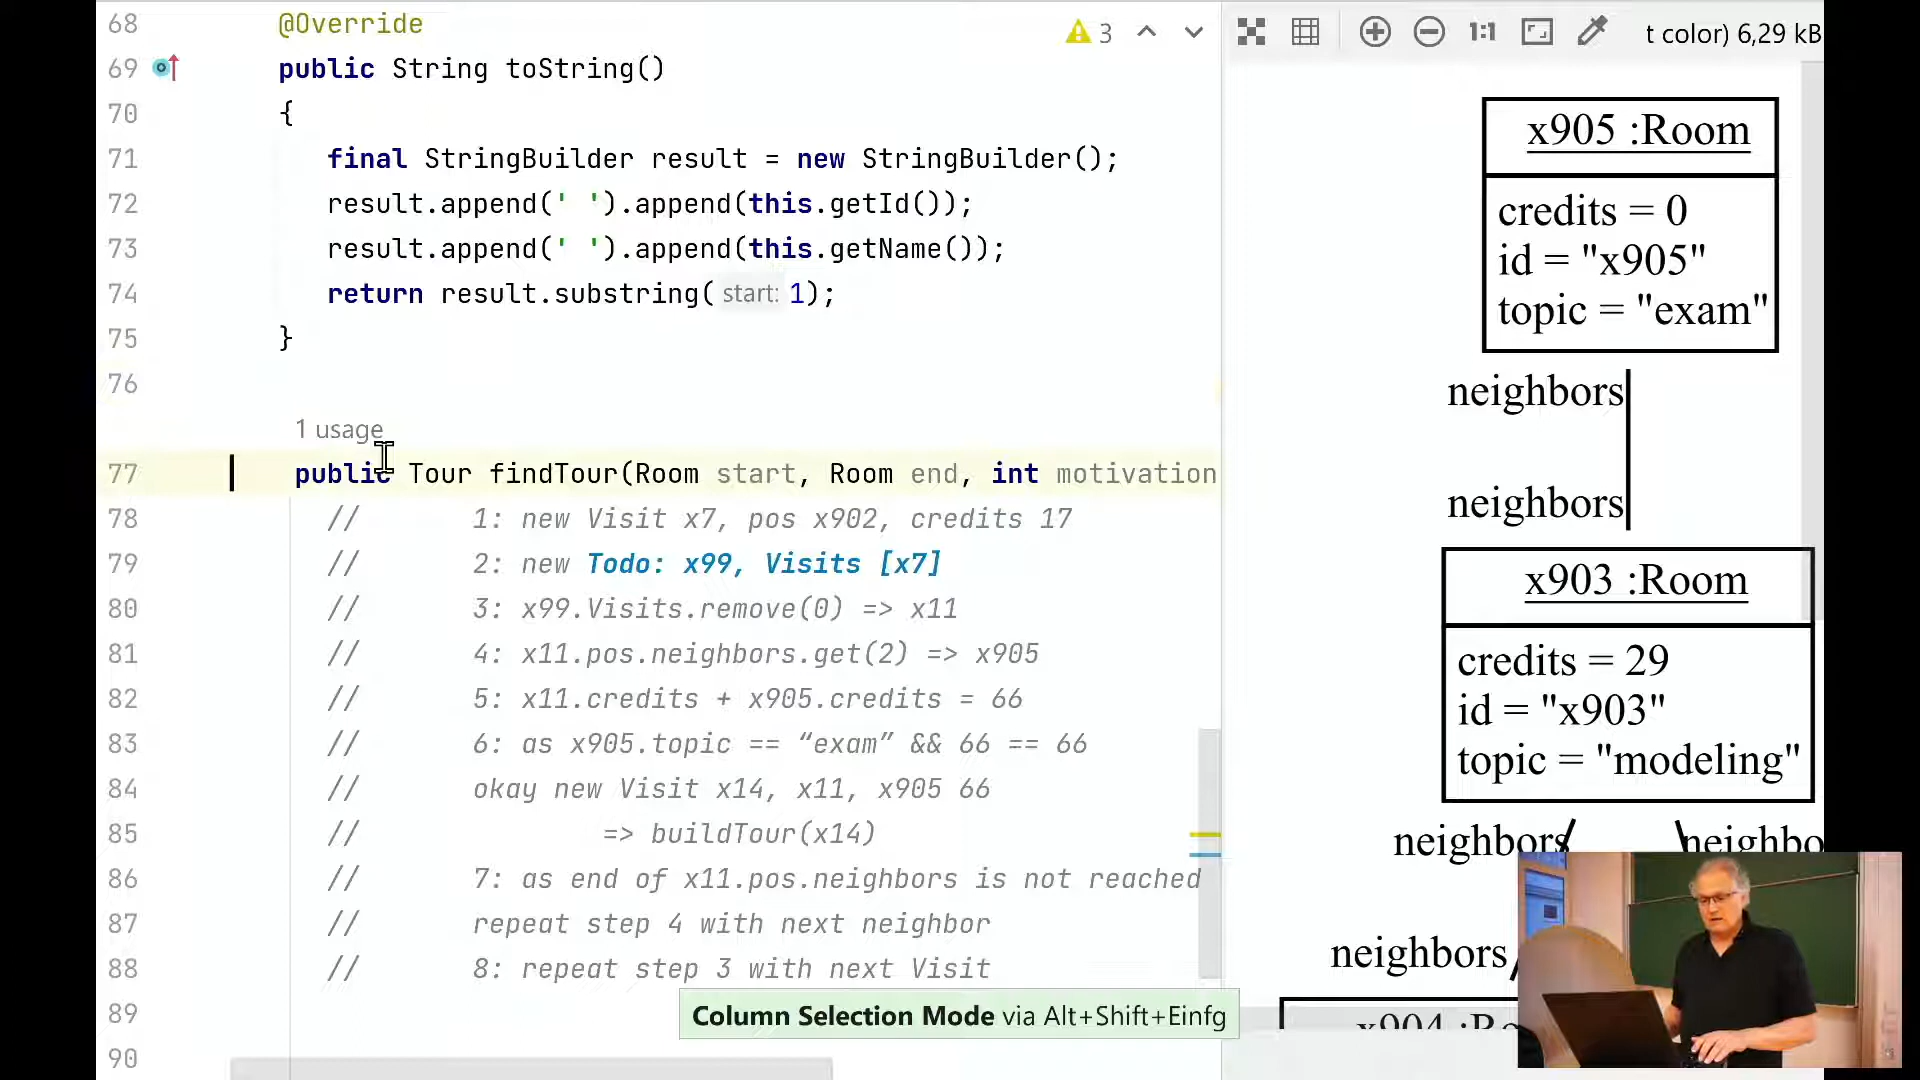 68 @Override
69 public String toString()
70 {
71 final StringBuilder result = new StringBuilder();
72 result.append(' ').append(this.getId());
73 result.append(' ').append(this.getName());
74 return result.substring( start: 1);
75 }
76
1 usage
77 public Tour findTour(Room start, Room end, int motivation
78 // 1: new Visit x7, pos x902, credits 17
79 // 2: new Todo: x99, Visits [x7]
80 // 3: x99.Visits.remove(0) => x11
81 // 4: x11.pos.neighbors.get(2) => x905
82 // 5: x11.credits + x905.credits = 66
83 // 6: as x905.topic == “exam” && 66 == 66
84 // okay new Visit x14, x11, x905 66
85 // => buildTour(x14)
86 // 7: as end of x11.pos.neighbors is not reached
87 // repeat step 4 with next neighbor
88 // 8: repeat step 3 with next Visit
89
90
3
Column Selection Mode via Alt+Shift+Einfg
1:1
t color) 6,29 kB
x905 :Room
credits = 0
id = "x905"
topic = "exam"
neighbors
neighbors
x903 :Room
credits = 29
id = "x903"
topic = "modeling"
neighbors
neighbo
neighbors
x904 :Ro